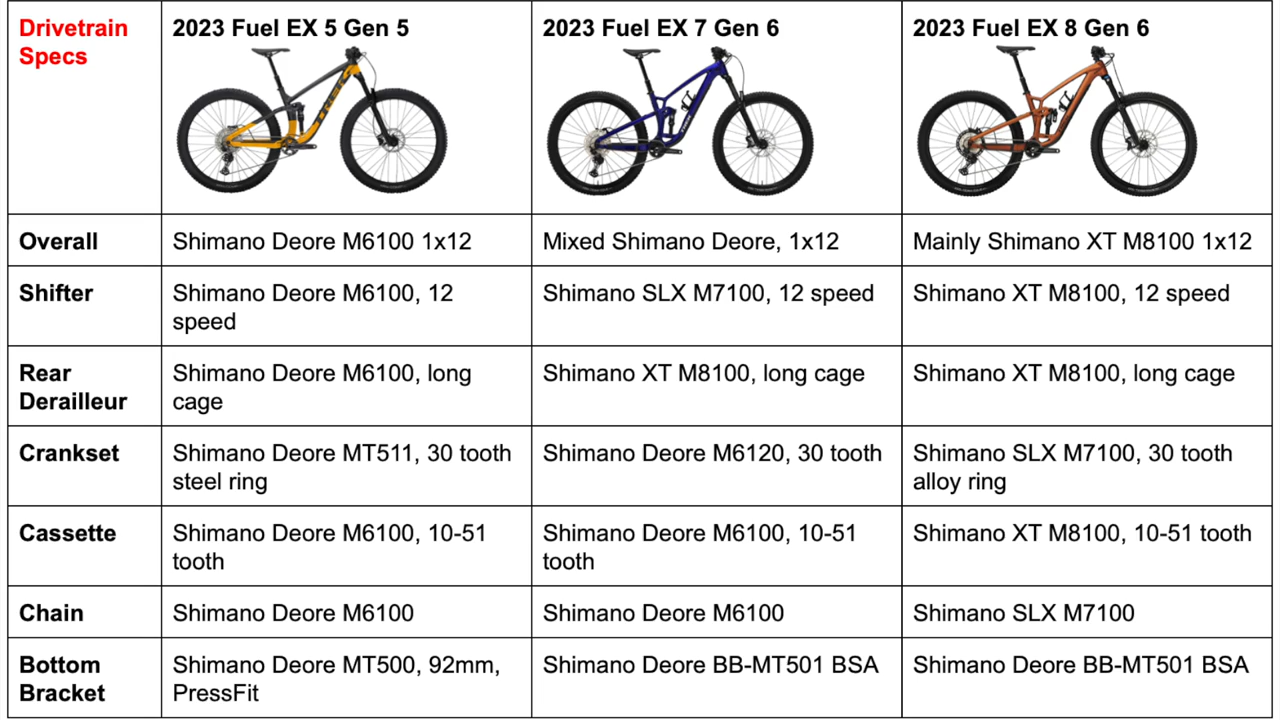 Drivetrain Specs
2023 Fuel EX 5 Gen 5
2023 Fuel EX 7 Gen 6
2023 Fuel EX 8 Gen 6
TREK
Overall
Shimano Deore M6100 1x12
Mixed Shimano Deore, 1x12
Mainly Shimano XT M8100 1x12
Shifter
Shimano Deore M6100, 12
speed
Shimano SLX M7100, 12 speed
Shimano XT M8100, 12 speed
Rear
Derailleur
Shimano Deore M6100, long
cage
Shimano XT M8100, long cage
Shimano XT M8100, long cage
Crankset
Shimano Deore MT511, 30 tooth
steel ring
Shimano Deore M6120, 30 tooth
Shimano SLX M7100, 30 tooth
alloy ring
Cassette
Shimano Deore M6100, 10-51
tooth
Shimano Deore M6100, 10-51
tooth
Shimano XT M8100, 10-51 tooth
Chain
Shimano Deore M6100
Shimano Deore M6100
Shimano SLX M7100
Bottom
Bracket
Shimano Deore MT500, 92mm,
PressFit
Shimano Deore BB-MT501 BSA
Shimano Deore BB-MT501 BSA